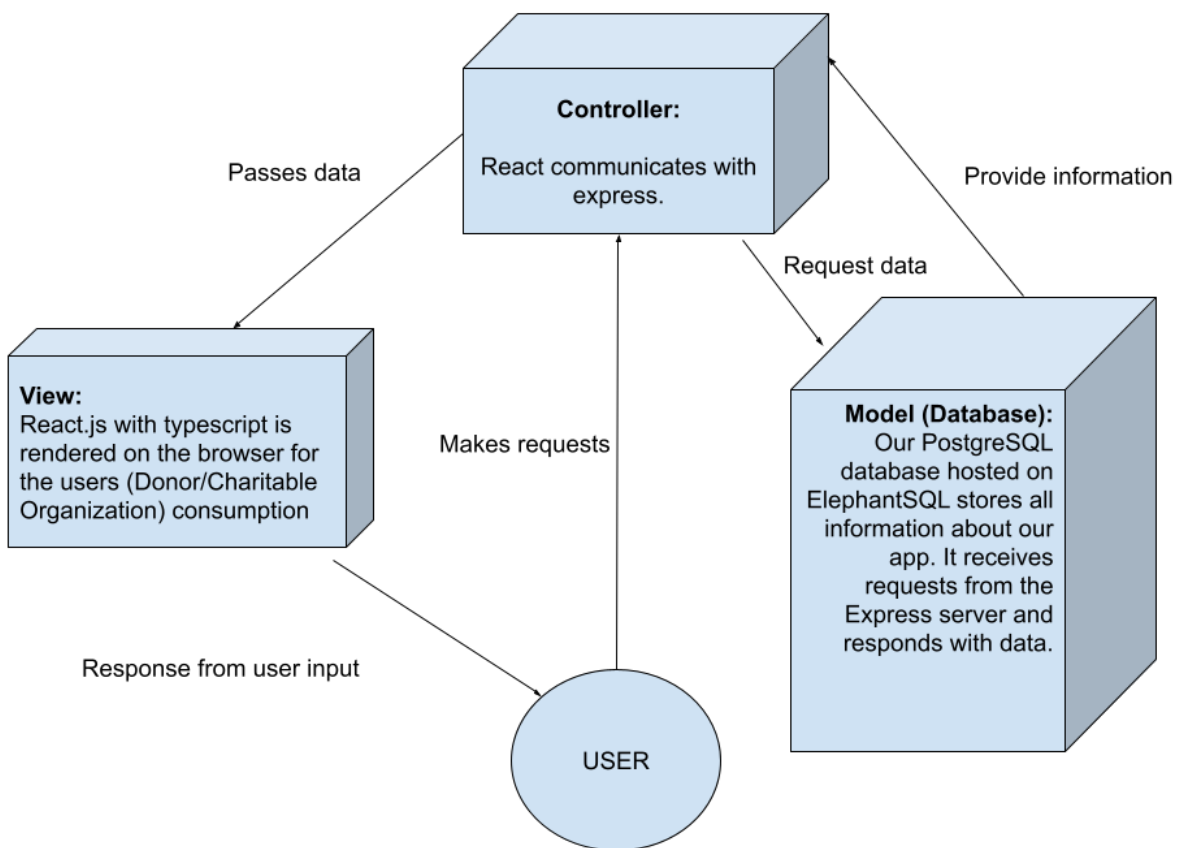 Controller:
React communicates with
express.
Passes data
Provide information
Request data
View:
React.js with typescript is
rendered on the browser for
the users (Donor/Charitable
Organization) consumption
Makes requests
Model (Database):
Our PostgreSQL
database hosted on
ElephantSQL stores all
information about our
app. It receives
requests from the
Express server and
responds with data.
Response from user input
USER